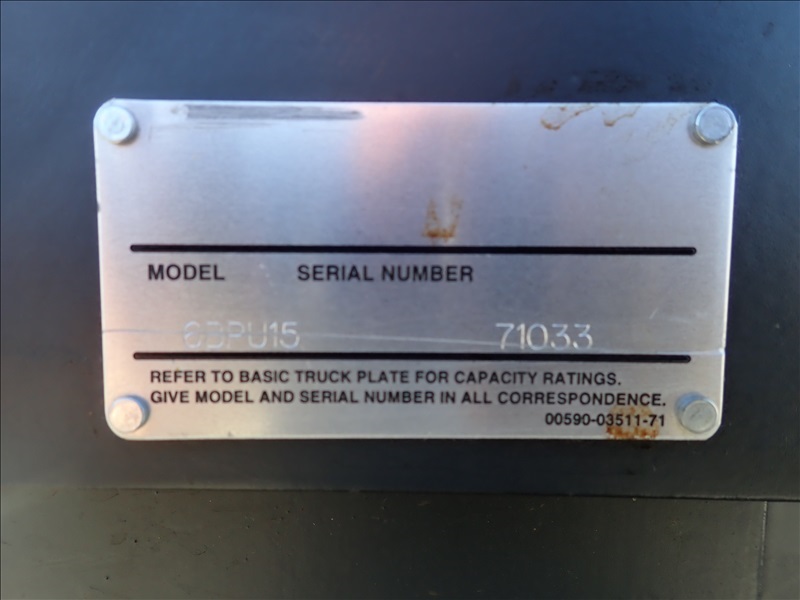 MODEL SERIAL NUMBER
6BPU15 71033
REFER TO BASIC TRUCK PLATE FOR CAPACITY RATINGS.
GIVE MODEL AND SERIAL NUMBER IN ALL CORRESPONDENCE.
00590-03511-71